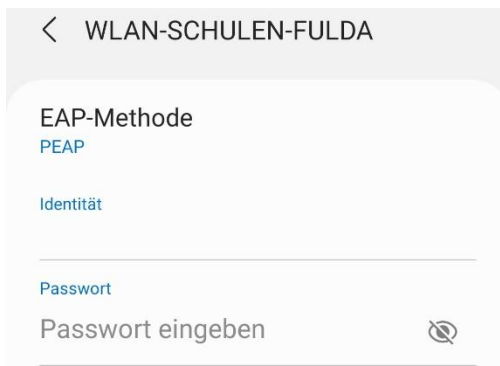 WLAN-SCHULEN-FULDA
EAP-Methode
PEAP
Identität
Passwort
Passwort eingeben